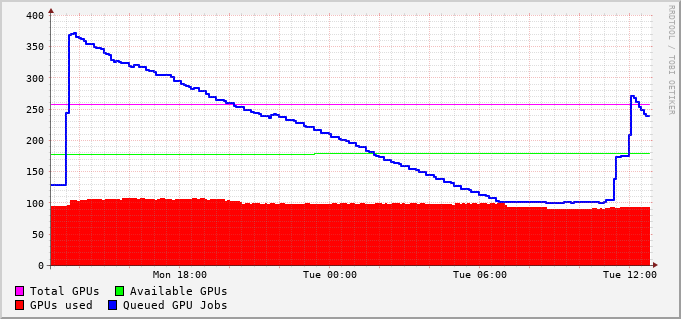 400
350
300
250
200
150
100
50
0
Mon 18:00 Tue 00:00 Tue 06:00 Tue 12:00
Total GPUs Available GPUs
GPUs used Queued GPU Jobs
RRDTOOL / TOBI OETIKER